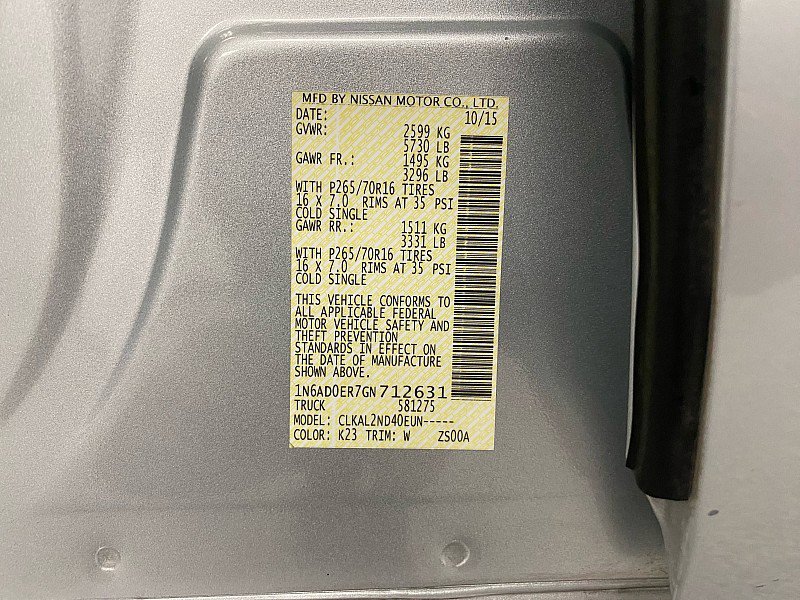 MFD BY NISSAN MOTOR CO., LTD.
DATE: 10/15
GVWR: 2599 KG
5730 LB
GAWR FR.: 1495 KG
3296 LB
WITH P265/70R16 TIRES
16 X 7.0 RIMS AT 35 PSI
COLD SINGLE
GAWR RR.: 1511 KG
3331 LB
WITH P265/70R16 TIRES
16 X 7.0 RIMS AT 35 PSI
COLD SINGLE
THIS VEHICLE CONFORMS TO
ALL APPLICABLE FEDERAL
MOTOR VEHICLE SAFETY AND
THEFT PREVENTION
STANDARDS IN EFFECT ON
THE DATE OF MANUFACTURE
SHOWN ABOVE.
1N6AD0ER7GN712631
TRUCK 581275
MODEL: CLKAL2ND40EUN-----
COLOR: K23 TRIM: W ZS00A